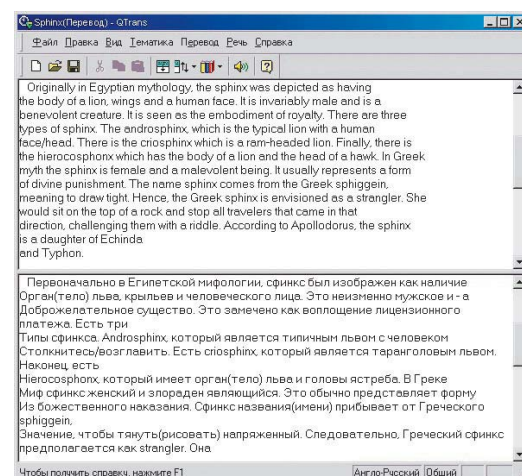 Sphinx(Перевод) - QTrans
Файл Правка Вид Тематика Перевод Речь Справка
Originally in Egyptian mythology, the sphinx was depicted as having
the body of a lion, wings and a human face. It is invariably male and is a
benevolent creature. It is seen as the embodiment of royalty. There are three
types of sphinx. The androsphinx, which is the typical lion with a human
face/head. There is the criosphinx which is a ram-headed lion. Finally, there is
the hierocosphonx which has the body of a lion and the head of a hawk. In Greek
myth the sphinx is female and a malevolent being. It usually represents a form
of divine punishment. The name sphinx comes from the Greek sphiggein,
meaning to draw tight. Hence, the Greek sphinx is envisioned as a strangler. She
would sit on the top of a rock and stop all travelers that came in that
direction, challenging them with a riddle. According to Apollodorus, the sphinx
is a daughter of Echinda
and Typhon.
Первоначально в Египетской мифологии, сфинкс был изображен как наличие
Орган(тело) льва, крыльев и человеческого лица. Это неизменно мужское и - а
Доброжелательное существо. Это замечено как воплощение лицензионного
платежа. Есть три
Типы сфинкса. Androsphinx, который является типичным львом с человеком
Столкнитесь/возглавить. Есть criosphinx, который является таранголовым львом.
Наконец, есть
Hierocosphonx, который имеет орган(тело) льва и головы ястреба. В Греке
Миф сфинкс женский и злораден являющийся. Это обычно представляет форму
Из божественного наказания. Сфинкс названия(имени) прибывает от Греческого
sphiggein,
Значение, чтобы тянуть(рисовать) напряженный. Следовательно, Греческий сфинкс
предполагается как strangler. Она
Чтобы получить справку, нажмите F1 Англо-Русский Общий